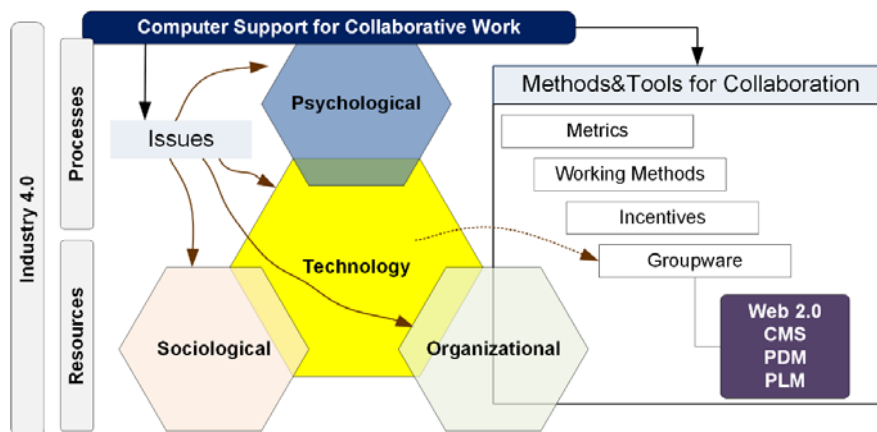 Computer Support for Collaborative Work
Industry 4.0
Processes
Resources
Issues
Psychological
Technology
Sociological
Organizational
Methods&Tools for Collaboration
Metrics
Working Methods
Incentives
Groupware
Web 2.0
CMS
PDM
PLM